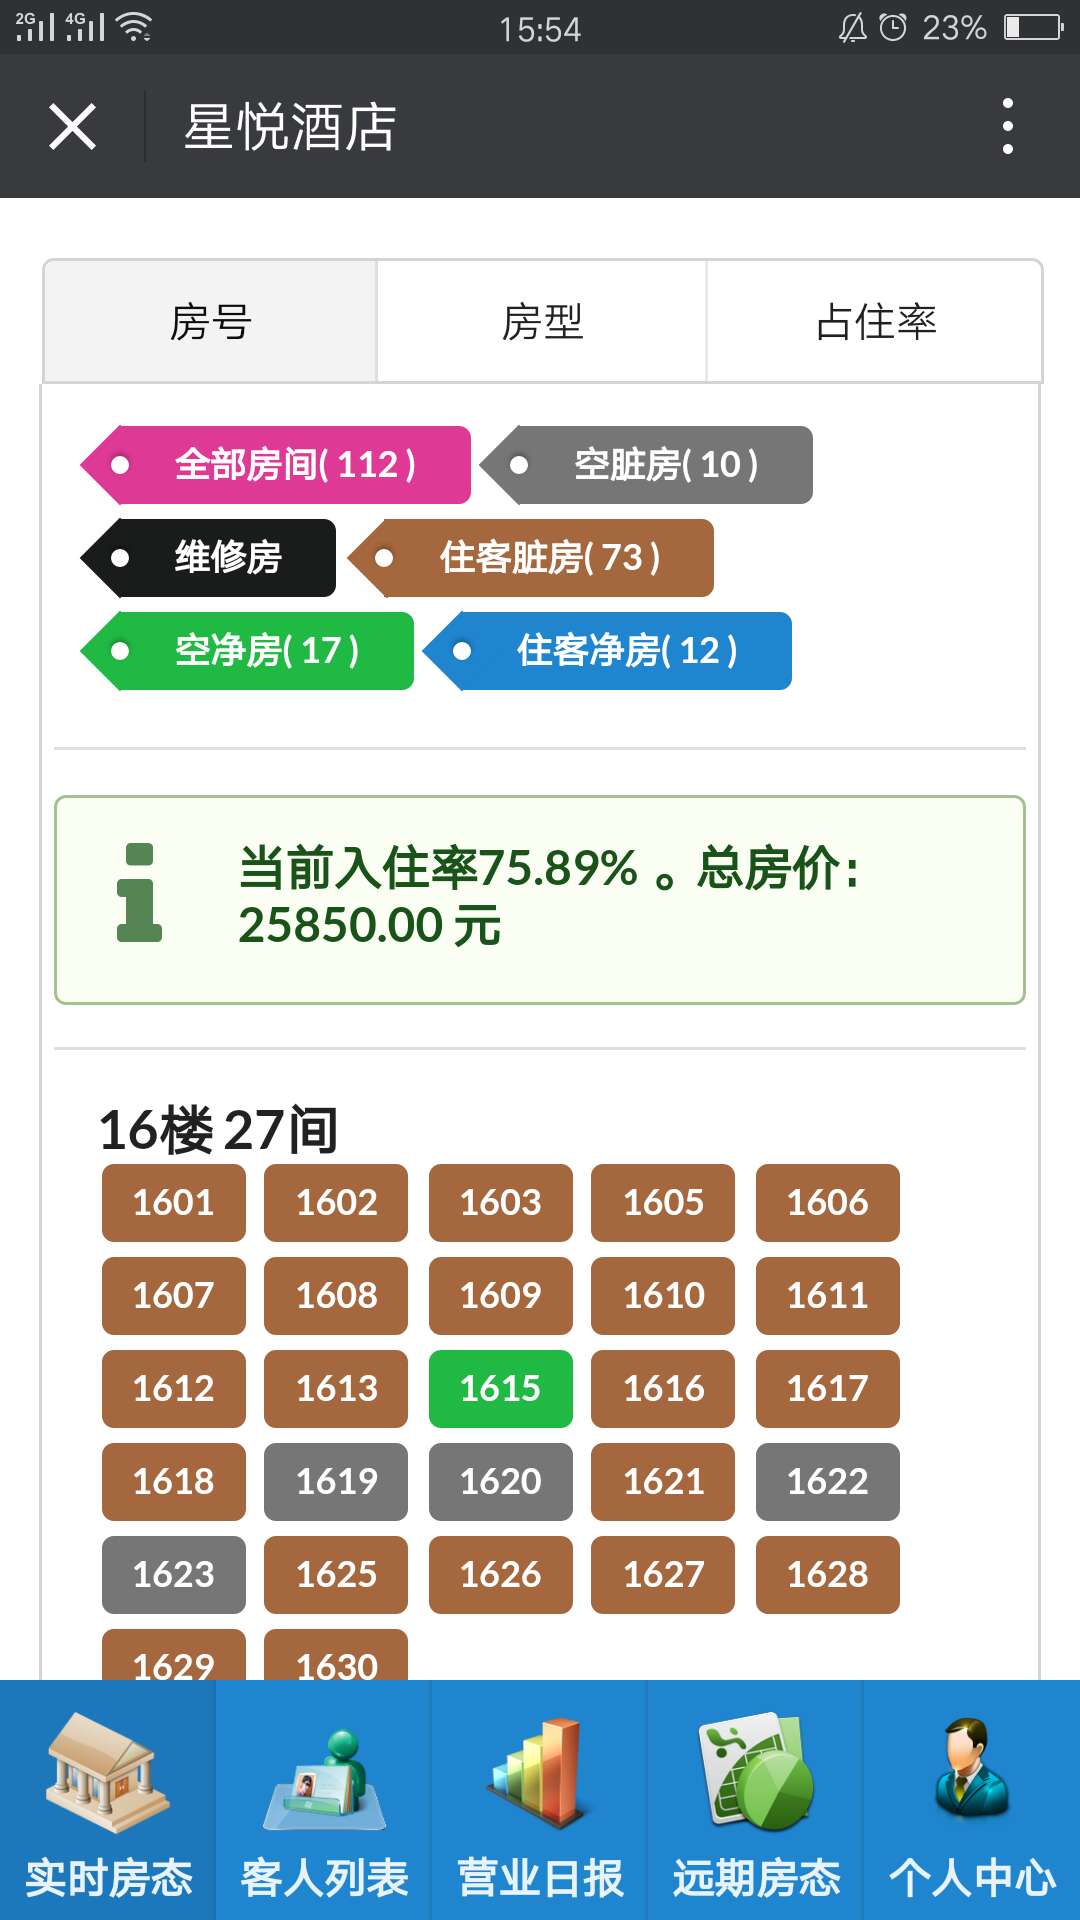 2G 4G 15:54 23%
星悦酒店
房号 房型 占住率
全部房间( 112 ) 空脏房( 10 )
维修房 住客脏房( 73 )
空净房( 17 ) 住客净房( 12 )
当前入住率75.89% 。总房价：
25850.00 元
16楼 27间
1601 1602 1603 1605 1606
1607 1608 1609 1610 1611
1612 1613 1615 1616 1617
1618 1619 1620 1621 1622
1623 1625 1626 1627 1628
1629 1630
实时房态 客人列表 营业日报 远期房态 个人中心